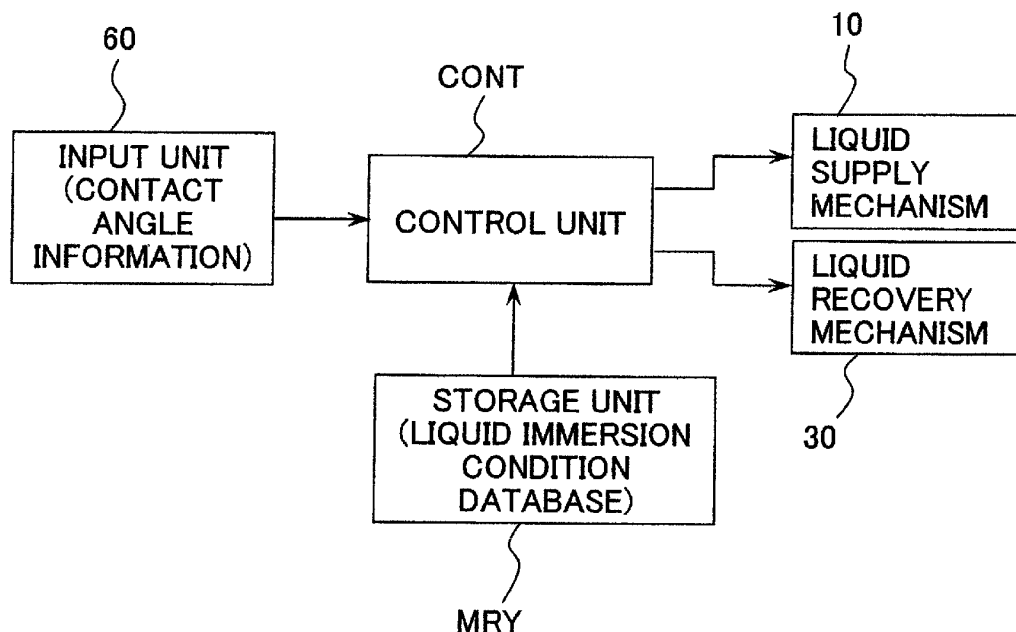 60
INPUT UNIT
(CONTACT
ANGLE
INFORMATION)
CONT
CONTROL UNIT
10
LIQUID
SUPPLY
MECHANISM
LIQUID
RECOVERY
MECHANISM
30
STORAGE UNIT
(LIQUID IMMERSION
CONDITION
DATABASE)
MRY